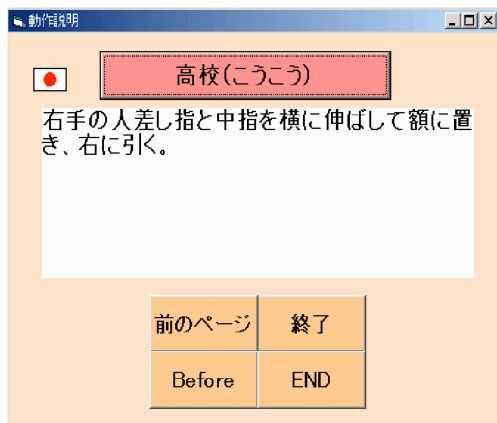 動作説明
高校(こうこう)
右手の人差し指と中指を横に伸ばして額に置
き、右に引く。
前のページ
終了
Before
END